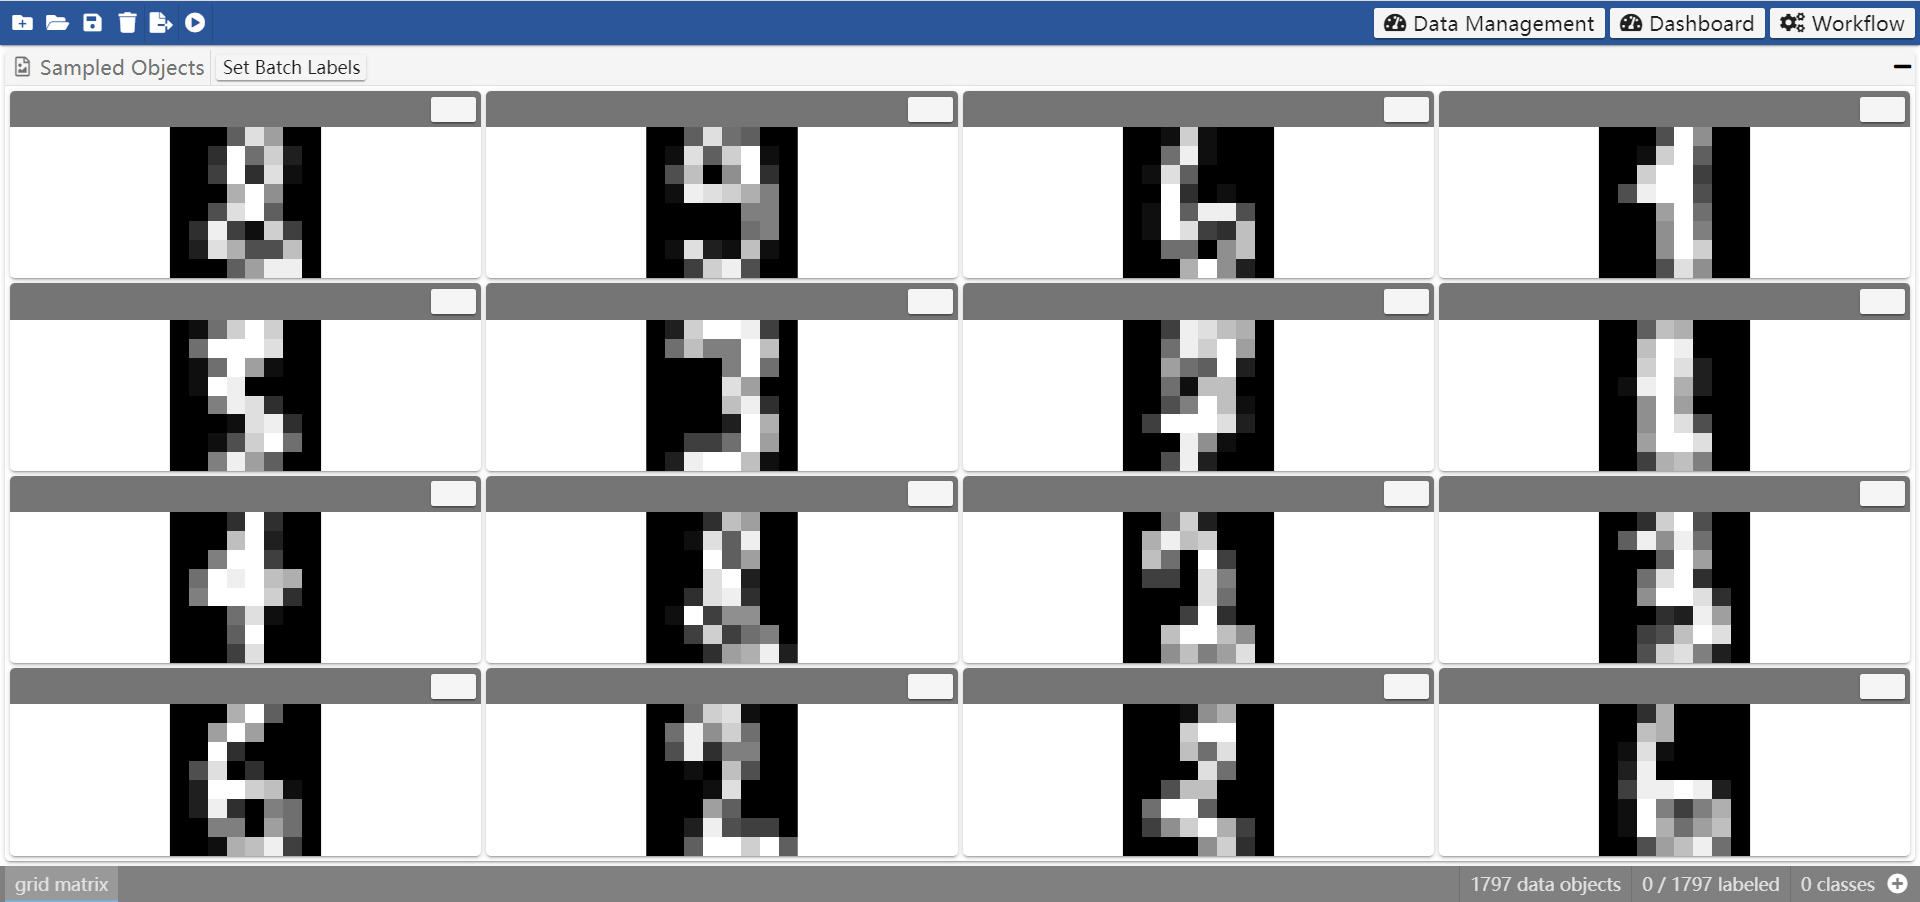 Data Management Dashboard Workflow
Sampled Objects Set Batch Labels
grid matrix 1797 data objects 0 / 1797 labeled 0 classes